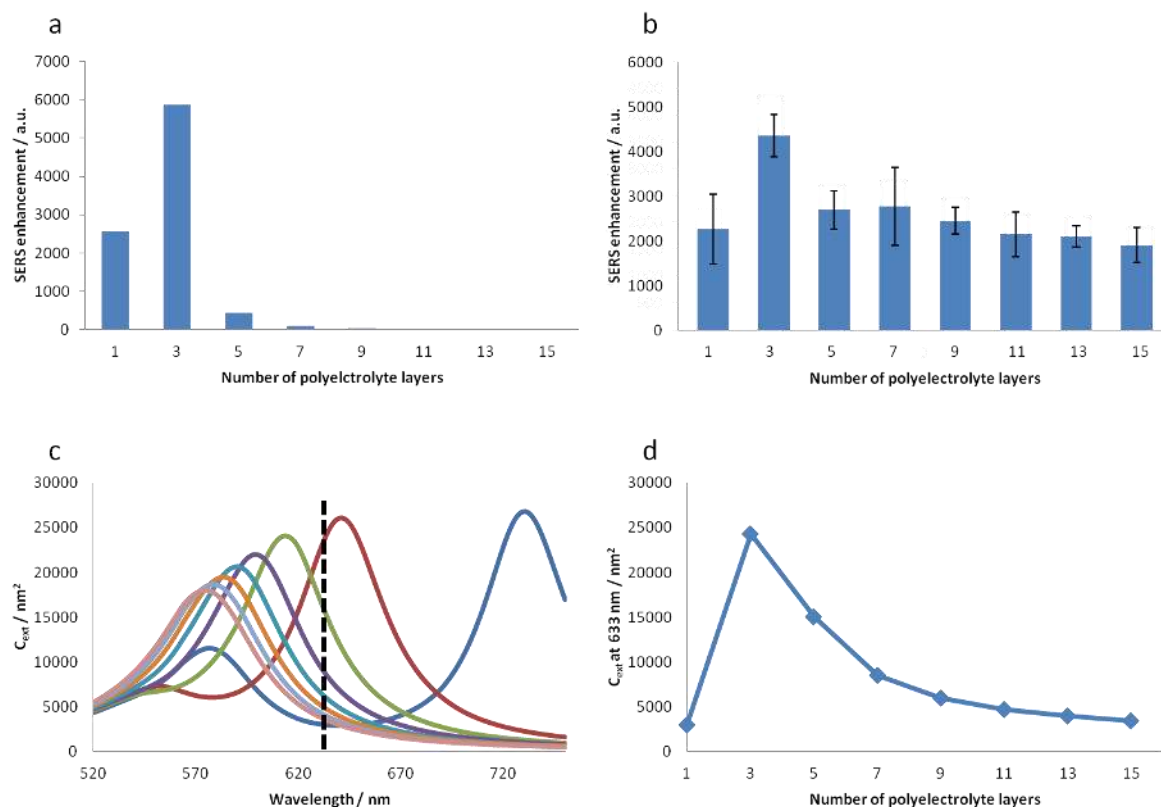 a
7000
6000
5000
4000
3000
2000
1000
0
SERS enhancement / a.u.
1 3 5 7 9 11 13 15
Number of polyelctrolyte layers
b
6000
5000
4000
3000
2000
1000
0
SERS enhancement / a.u.
1 3 5 7 9 11 13 15
Number of polyelectrolyte layers
c
30000
25000
20000
15000
10000
5000
0
C_ext / nm²
520 570 620 670 720
Wavelength / nm
d
30000
25000
20000
15000
10000
5000
0
C_ext at 633 nm / nm²
1 3 5 7 9 11 13 15
Number of polyelectrolyte layers